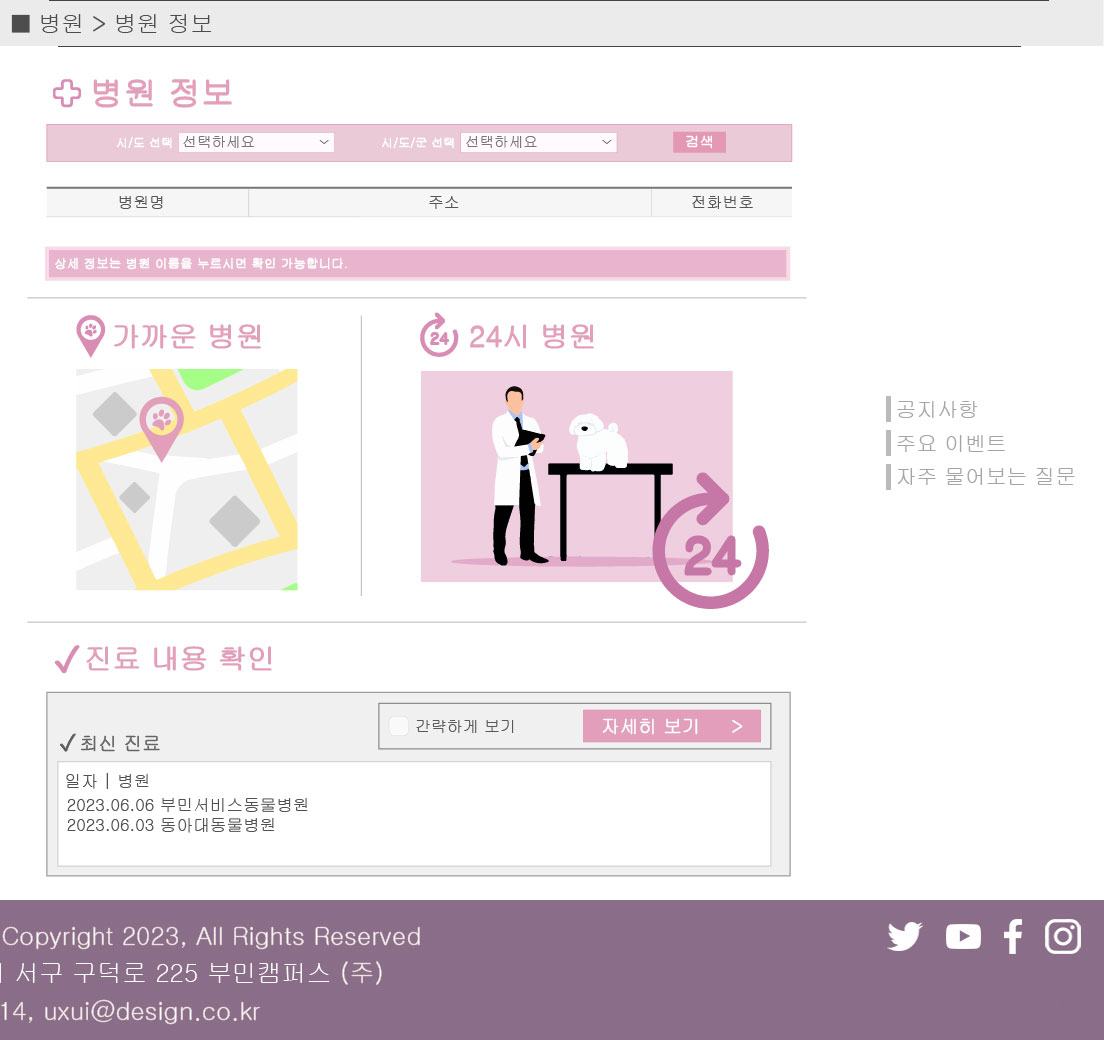 ■ 병원 > 병원 정보
병원 정보
시/도 선택 선택하세요 시/도/군 선택 선택하세요 검색
병원명 주소 전화번호
상세 정보는 병원 이름을 누르시면 확인 가능합니다.
가까운 병원
24
24시 병원
24
공지사항
주요 이벤트
자주 물어보는 질문
진료 내용 확인
간략하게 보기 자세히 보기 >
최신 진료
일자 | 병원
2023.06.06 부민서비스동물병원
2023.06.03 동아대동물병원
Copyright 2023, All Rights Reserved
서구 구덕로 225 부민캠퍼스 (주)
14, uxui@design.co.kr